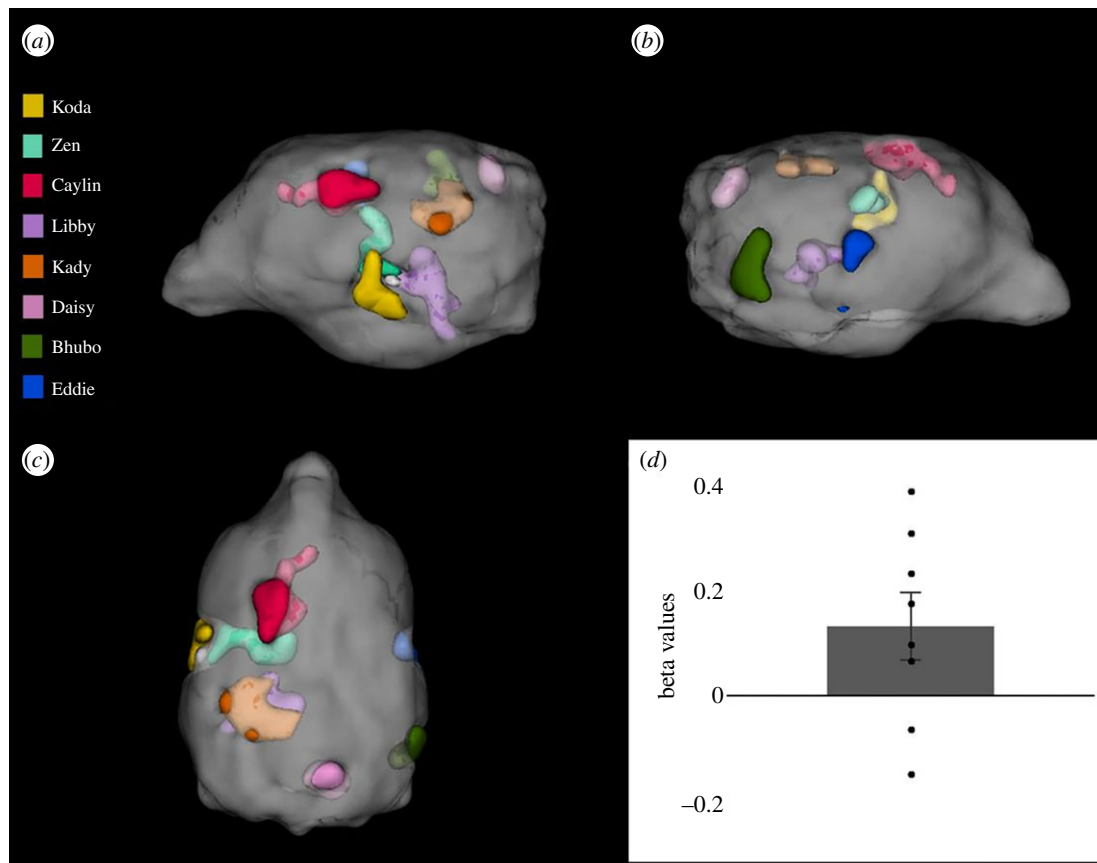 (a)
(b)
Koda
Zen
Caylin
Libby
Kady
Daisy
Bhubo
Eddie
(c)
(d)
0.4
0.2
beta values
0
–0.2